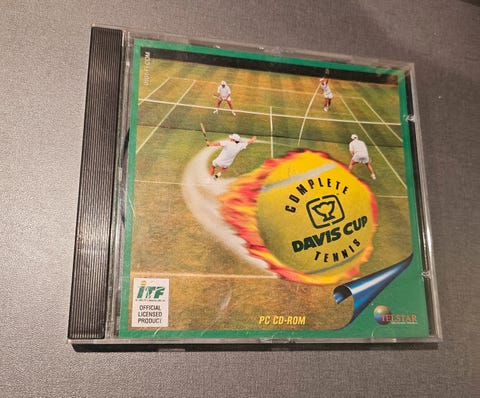 COMPLETE
DAVIS CUP
TENNIS
ITF
OFFICIAL
LICENSED
PRODUCT
PC CD-ROM
TELSTAR